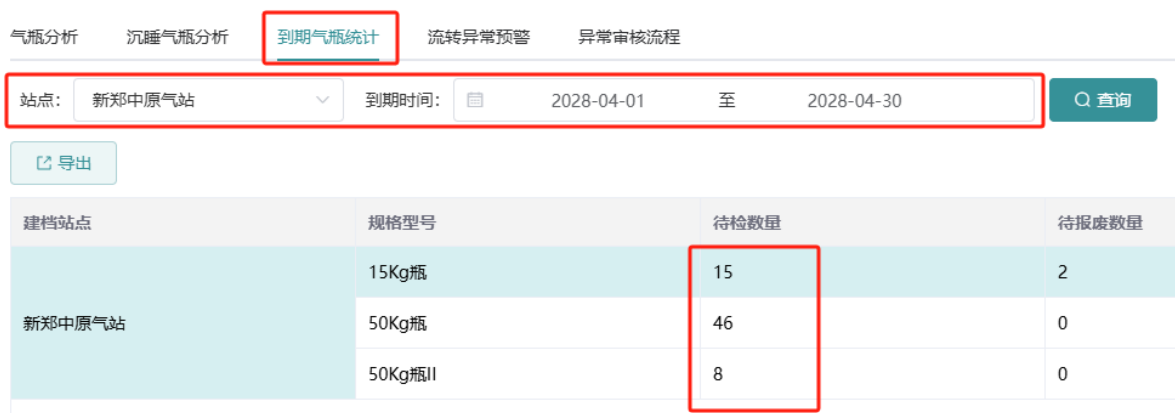 气瓶分析 沉睡气瓶分析 到期气瓶统计 流转异常预警 异常审核流程
站点： 新郑中原气站 到期时间： 2028-04-01 至 2028-04-30 查询
导出
建档站点 规格型号 待检数量 待报废数量
15Kg瓶 15 2
新郑中原气站 50Kg瓶 46 0
50Kg瓶II 8 0